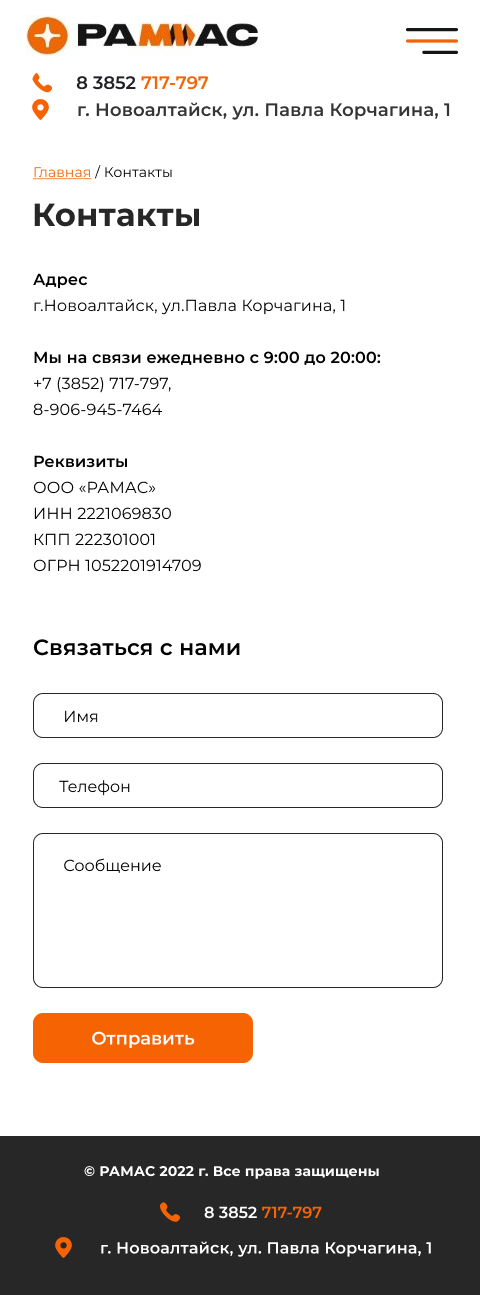 РАММАС
8 3852 717-797
г. Новоалтайск, ул. Павла Корчагина, 1
Главная / Контакты
Контакты
Адрес
г.Новоалтайск, ул.Павла Корчагина, 1
Мы на связи ежедневно с 9:00 до 20:00:
+7 (3852) 717-797,
8-906-945-7464
Реквизиты
ООО «РАМАС»
ИНН 2221069830
КПП 222301001
ОГРН 1052201914709
Связаться с нами
Имя
Телефон
Сообщение
Отправить
© РАМАС 2022 г. Все права защищены
8 3852 717-797
г. Новоалтайск, ул. Павла Корчагина, 1